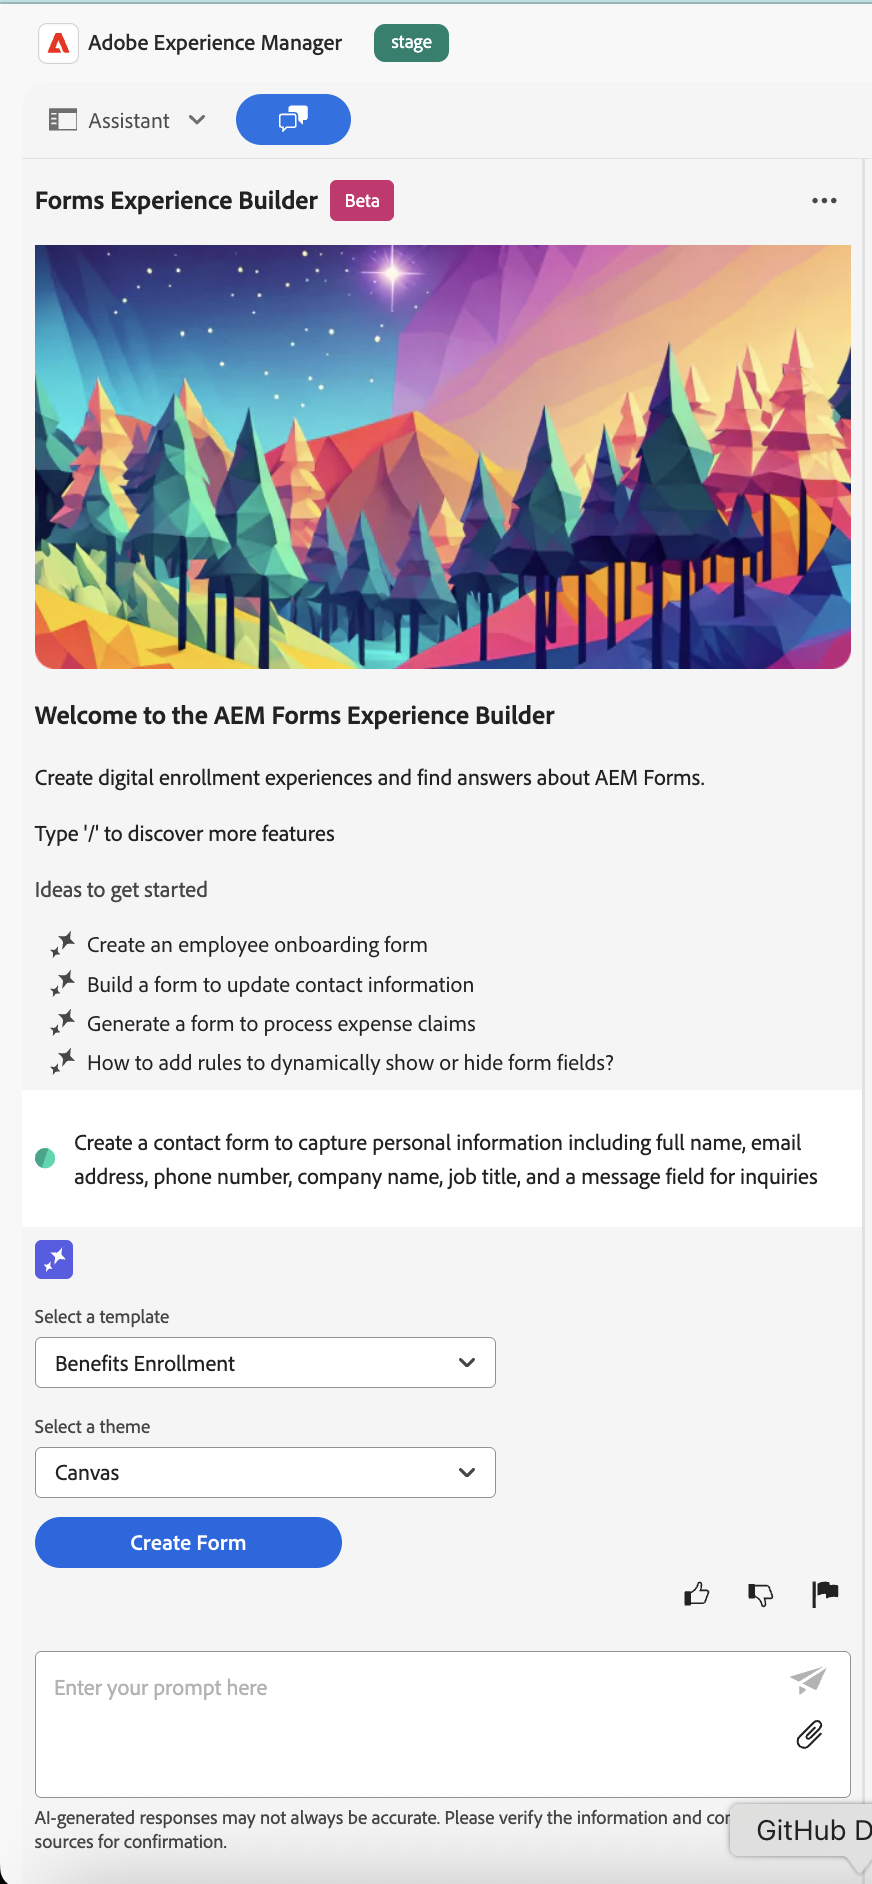 Adobe Experience Manager
stage
Assistant
Forms Experience Builder
Beta
Welcome to the AEM Forms Experience Builder
Create digital enrollment experiences and find answers about AEM Forms.
Type '/' to discover more features
Ideas to get started
Create an employee onboarding form
Build a form to update contact information
Generate a form to process expense claims
How to add rules to dynamically show or hide form fields?
Create a contact form to capture personal information including full name, email
address, phone number, company name, job title, and a message field for inquiries
Select a template
Benefits Enrollment
Select a theme
Canvas
Create Form
Enter your prompt here
AI-generated responses may not always be accurate. Please verify the information and
sources for confirmation.
GitHub